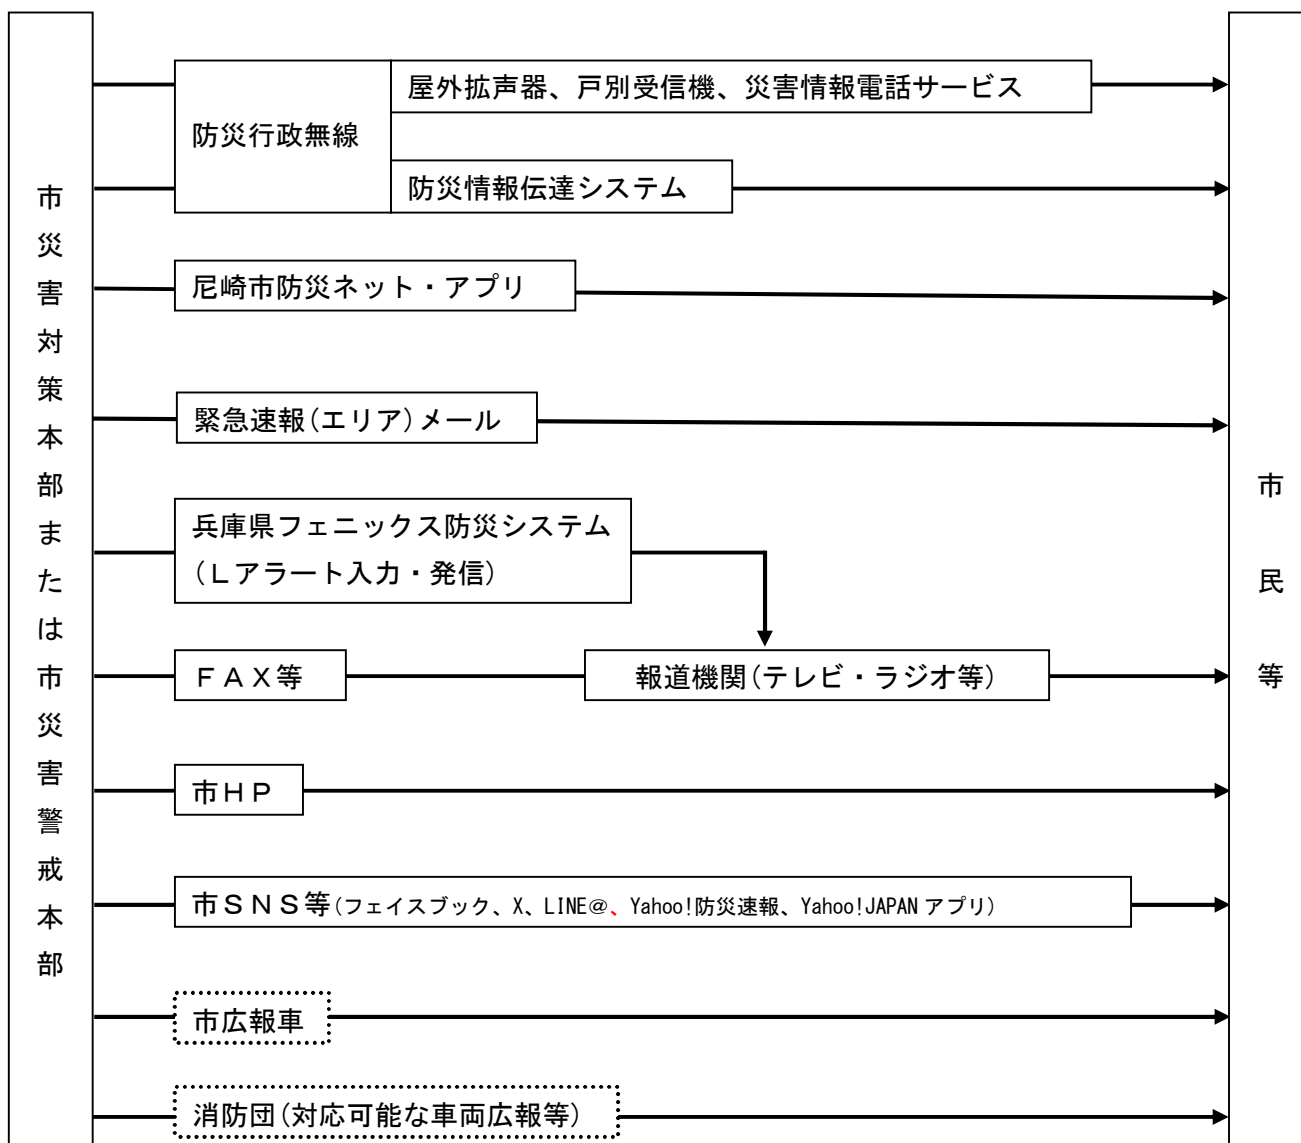 市災害対策本部または市災害警戒本部
防災行政無線
屋外拡声器、戸別受信機、災害情報電話サービス
防災情報伝達システム
尼崎市防災ネット・アプリ
緊急速報(エリア)メール
兵庫県フェニックス防災システム
(Lアラート入力・発信)
FAX等
報道機関(テレビ・ラジオ等)
市HP
市SNS等(フェイスブック、X、LINE@、Yahoo!防災速報、Yahoo!JAPANアプリ)
市広報車
消防団(対応可能な車両広報等)
市民等